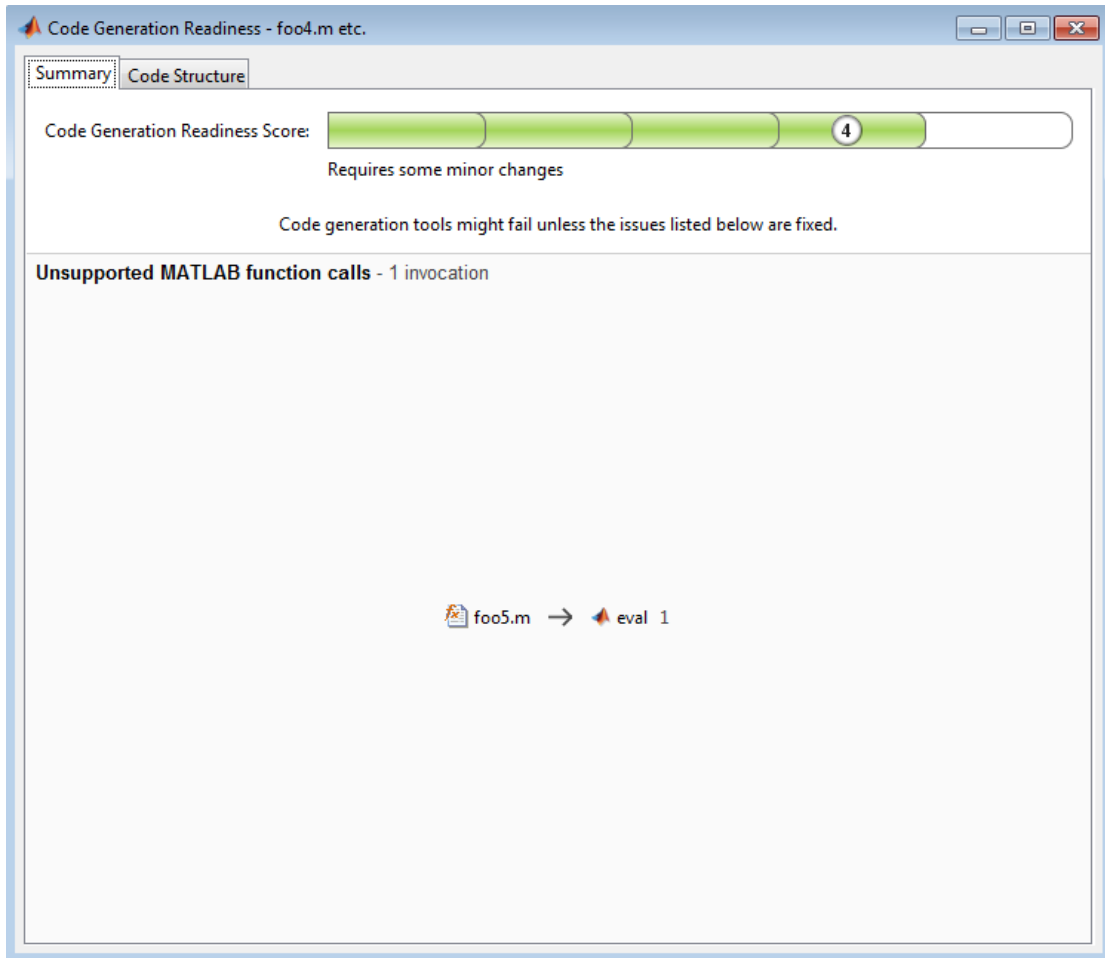 Code Generation Readiness - foo4.m etc.
Summary Code Structure
Code Generation Readiness Score: 4
Requires some minor changes
Code generation tools might fail unless the issues listed below are fixed.
Unsupported MATLAB function calls - 1 invocation
foo5.m → eval 1